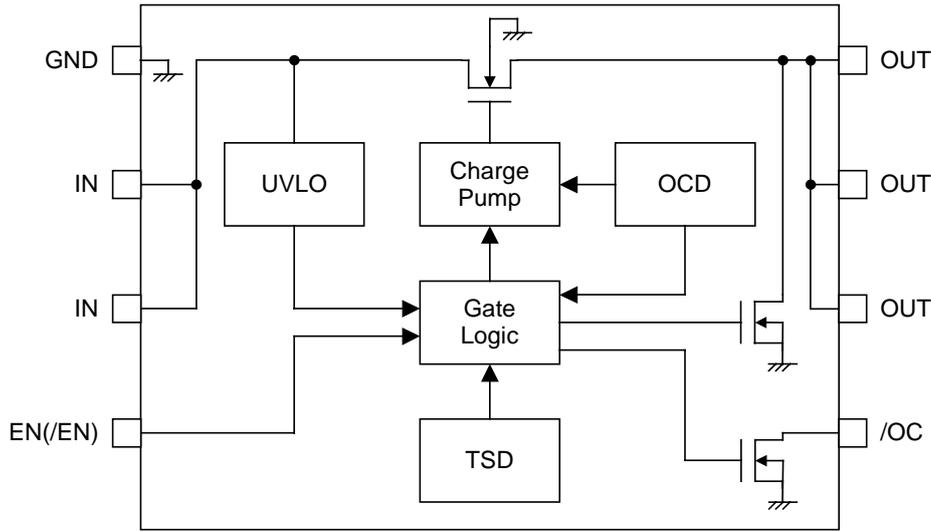 GND
OUT
IN
UVLO
Charge
Pump
OCD
OUT
IN
Gate
Logic
OUT
EN(/EN)
TSD
/OC